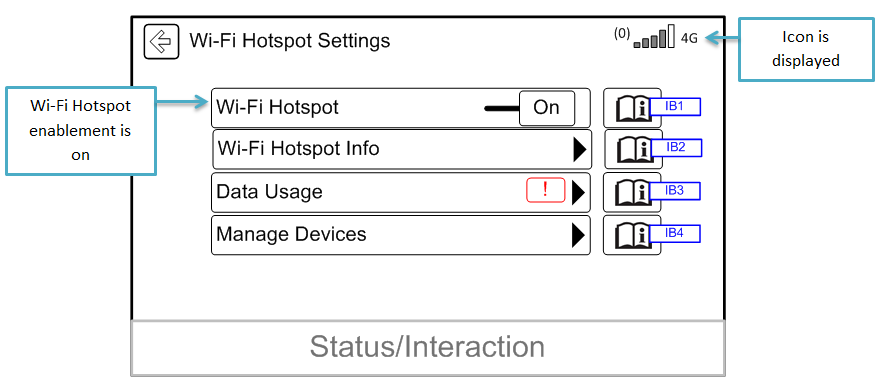 Wi-Fi Hotspot Settings
(0)
4G
Icon is
displayed
Wi-Fi Hotspot
enablement is
on
Wi-Fi Hotspot
On
IB1
Wi-Fi Hotspot Info
IB2
Data Usage
!
IB3
Manage Devices
IB4
Status/Interaction